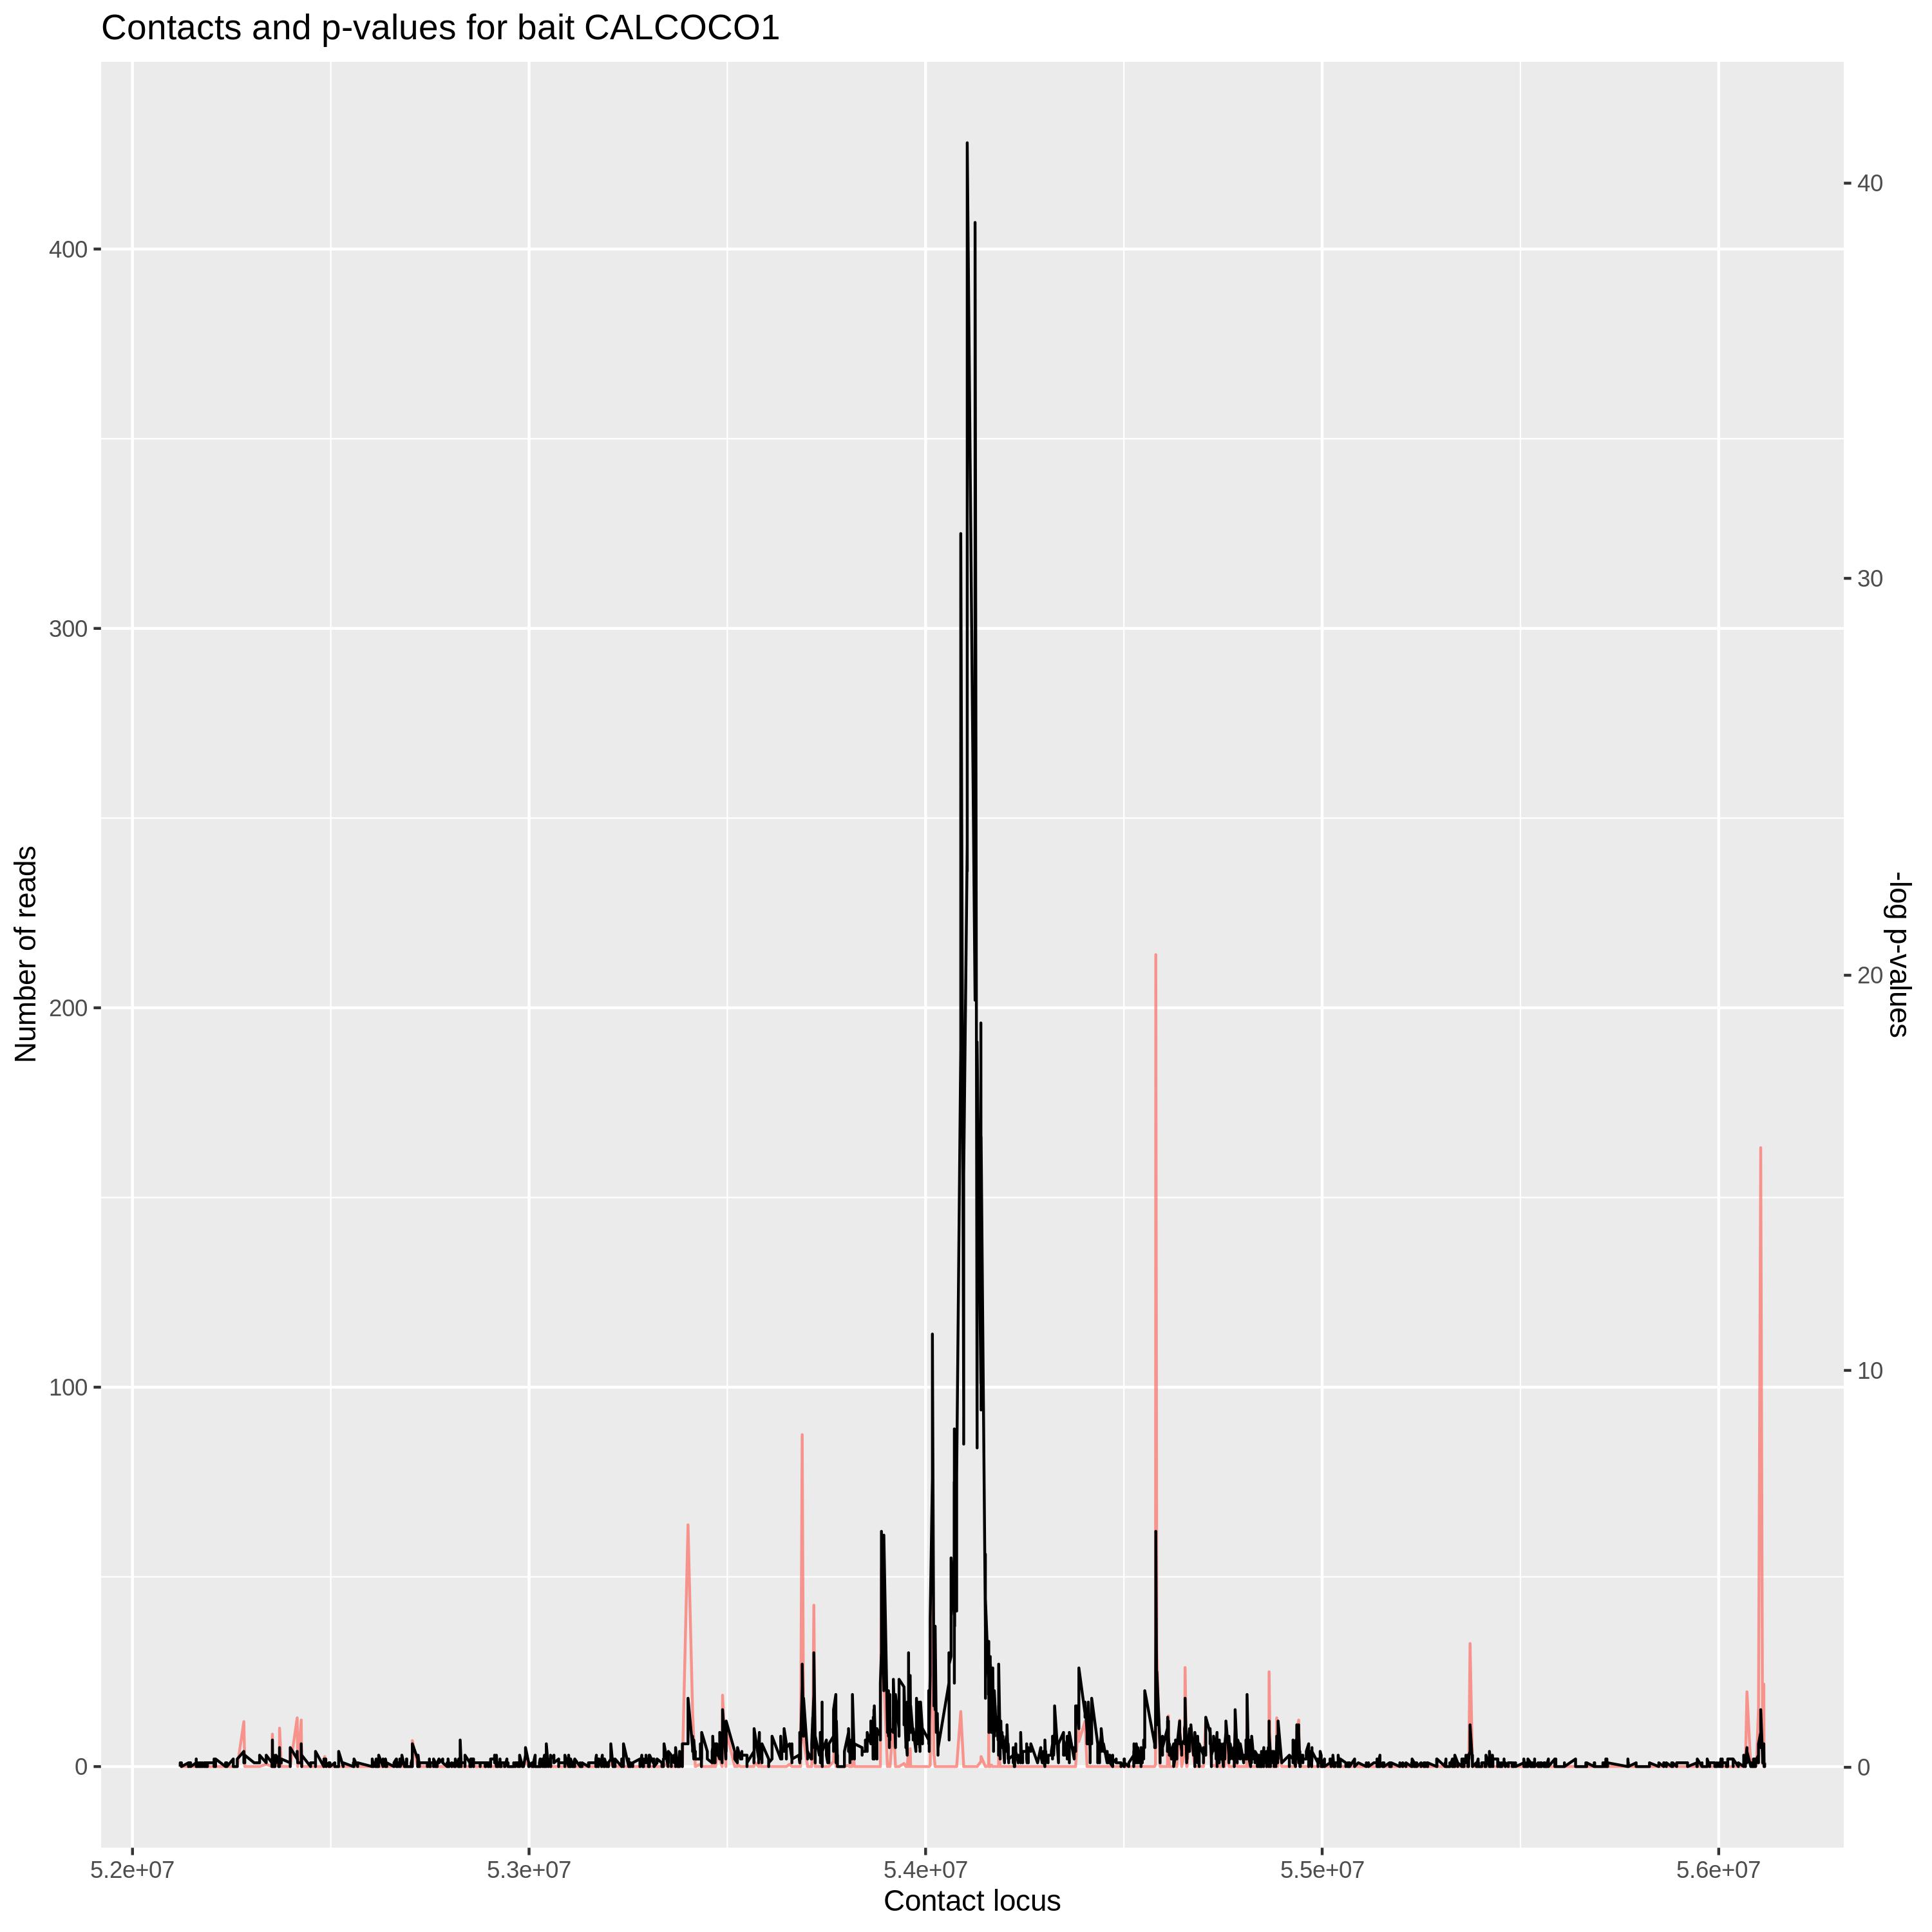 Contacts and p-values for bait CALCOCO1
Number of reads
400
300
200
100
0
40
30
20
10
0
-log p-values
5.2e+07 5.3e+07 5.4e+07 5.5e+07 5.6e+07
Contact locus